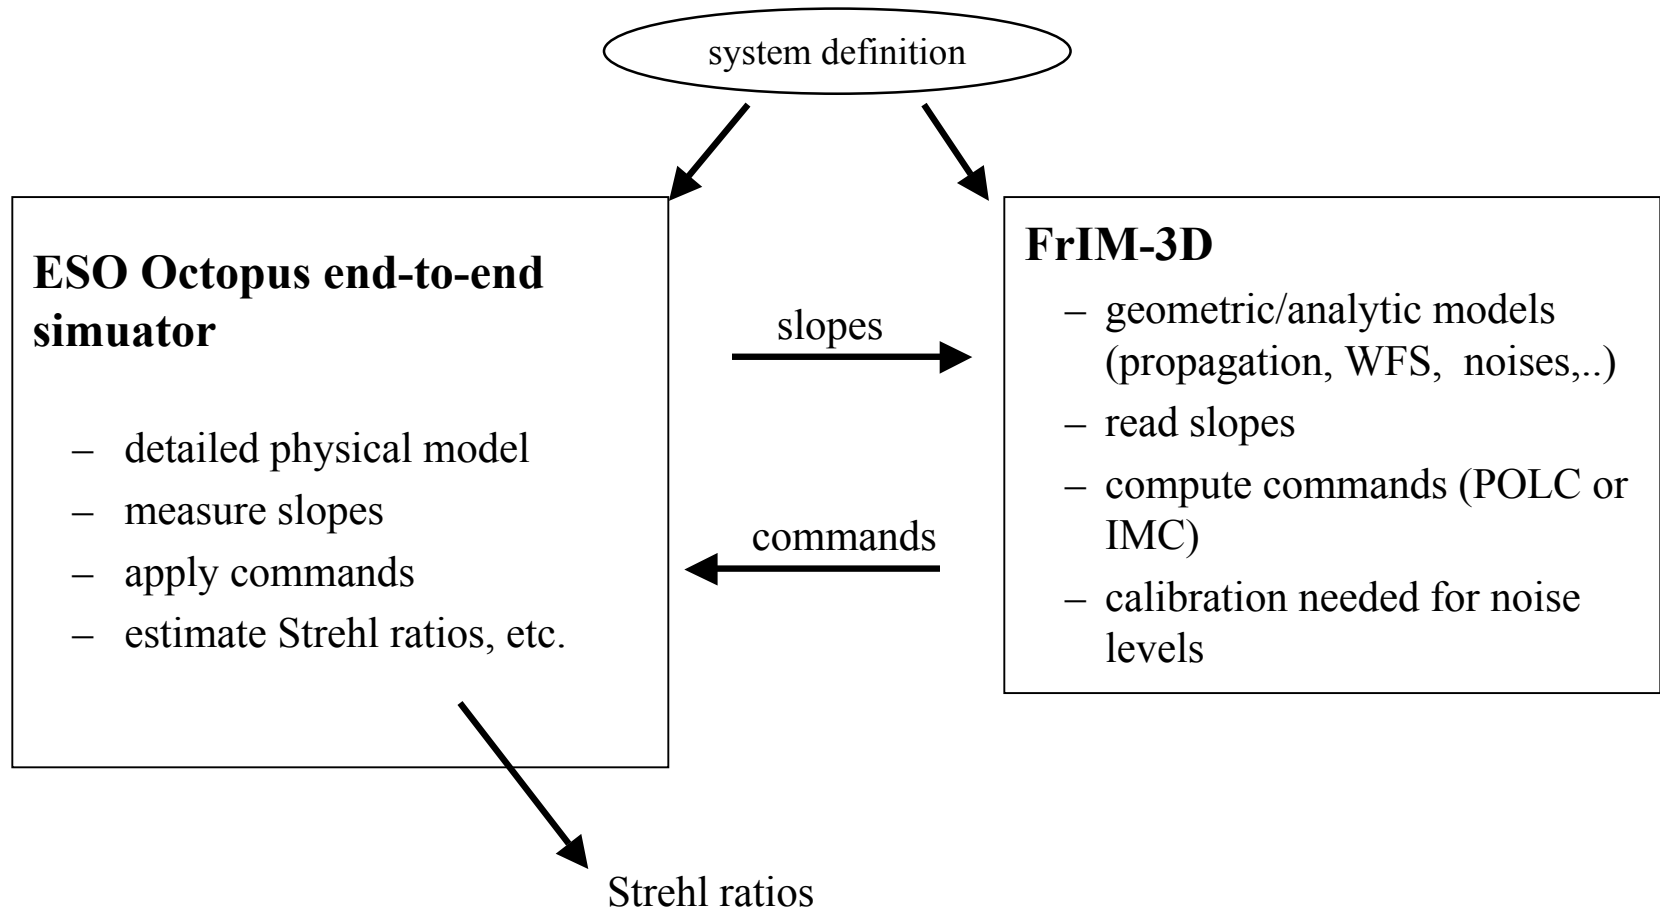 system definition
ESO Octopus end-to-end
simuator
– detailed physical model
– measure slopes
– apply commands
– estimate Strehl ratios, etc.
slopes
commands
FrIM-3D
– geometric/analytic models
(propagation, WFS, noises,..)
– read slopes
– compute commands (POLC or
IMC)
– calibration needed for noise
levels
Strehl ratios